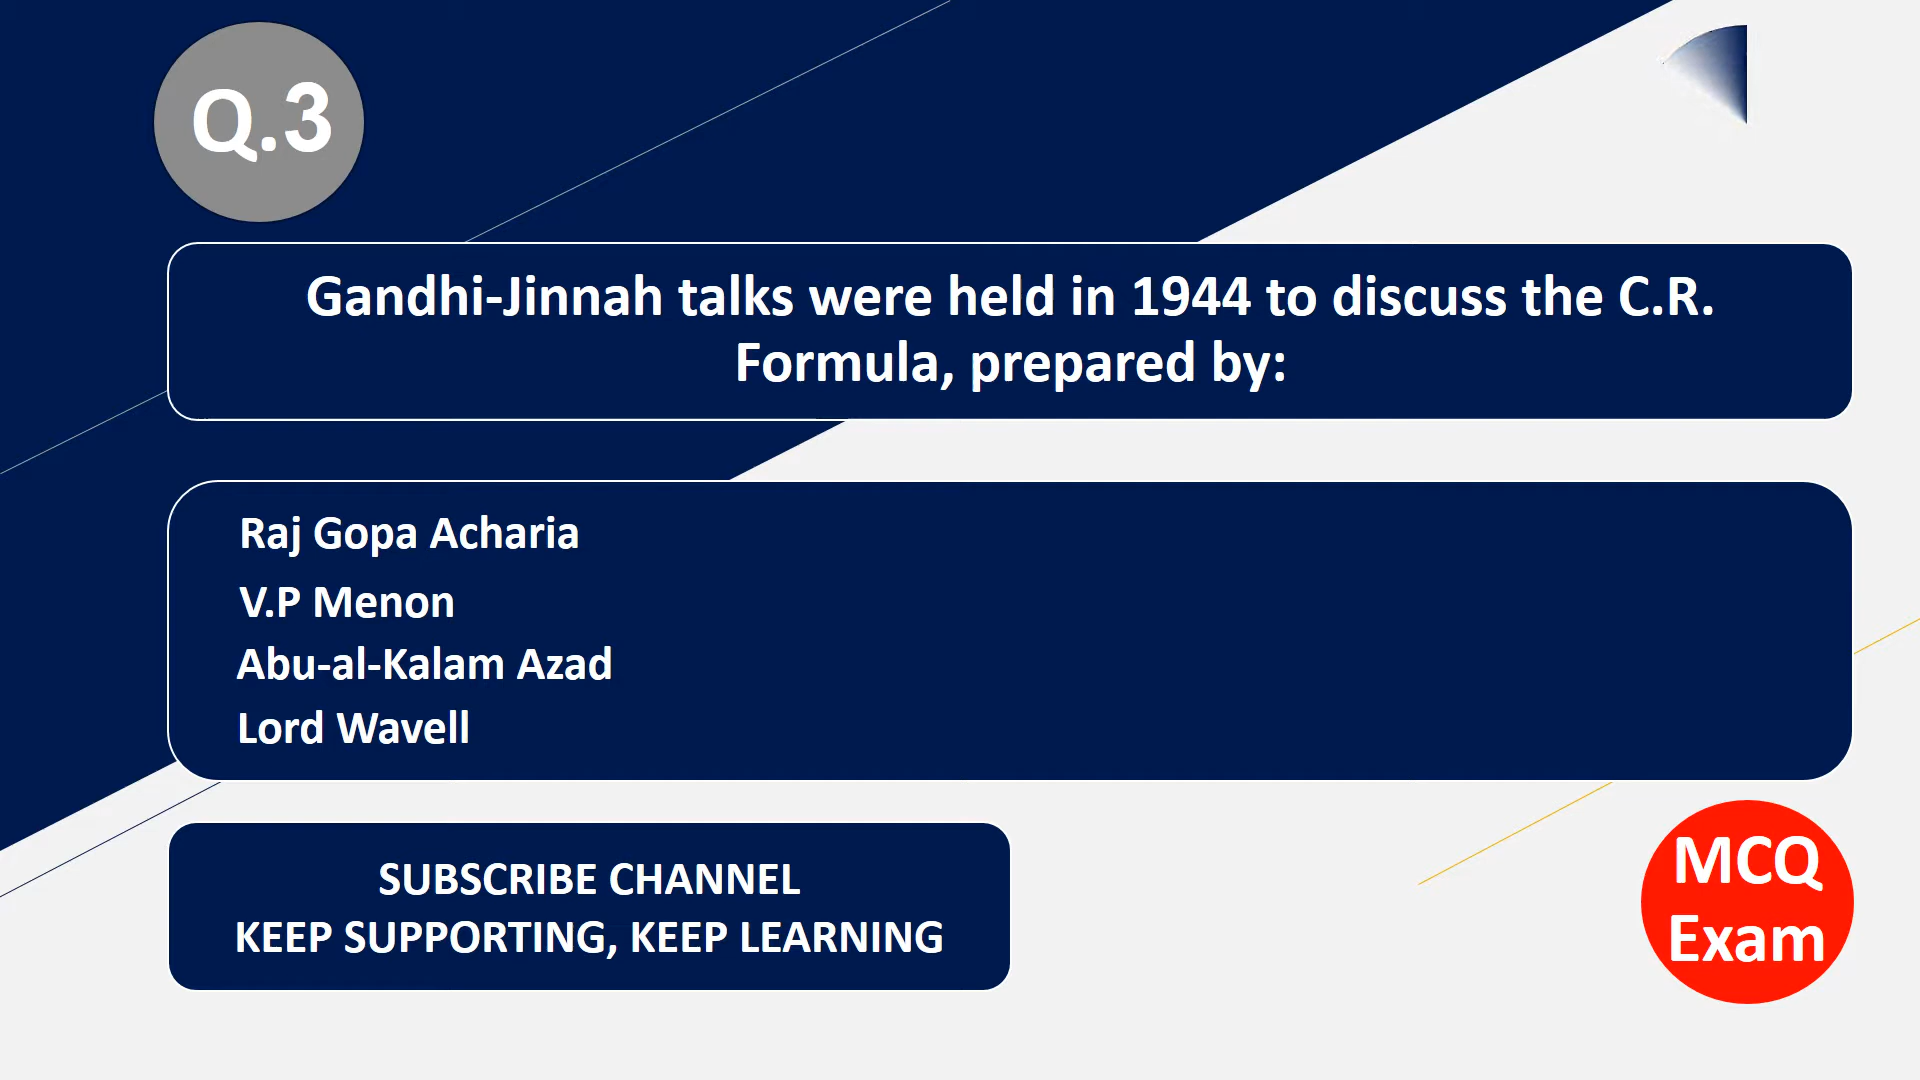 Q.3
Gandhi-Jinnah talks were held in 1944 to discuss the C.R.
Formula, prepared by:
Raj Gopa Acharia
V.P Menon
Abu-al-Kalam Azad
Lord Wavell
SUBSCRIBE CHANNEL
KEEP SUPPORTING, KEEP LEARNING
MCQ
Exam